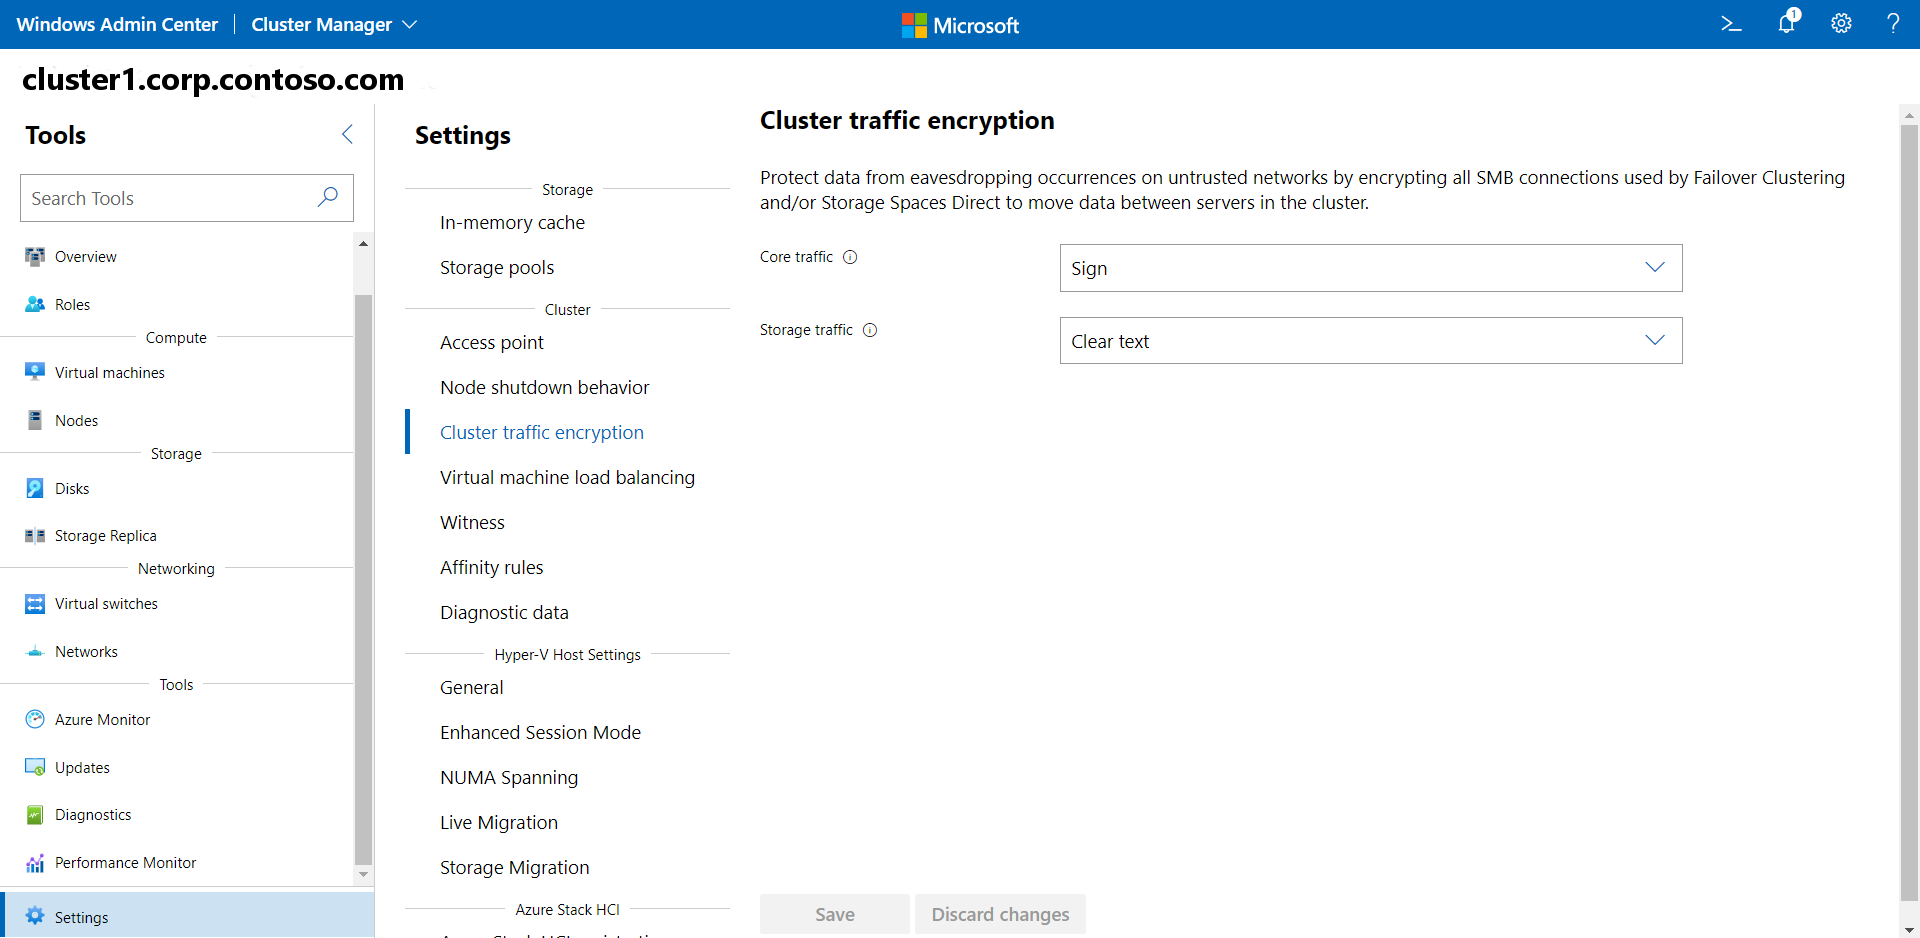 Windows Admin Center
Cluster Manager
Microsoft
1
cluster1.corp.contoso.com
Tools
Search Tools
Overview
Roles
Compute
Virtual machines
Nodes
Storage
Disks
Storage Replica
Networking
Virtual switches
Networks
Tools
Azure Monitor
Updates
Diagnostics
Performance Monitor
Settings
Settings
Storage
In-memory cache
Storage pools
Cluster
Access point
Node shutdown behavior
Cluster traffic encryption
Virtual machine load balancing
Witness
Affinity rules
Diagnostic data
Hyper-V Host Settings
General
Enhanced Session Mode
NUMA Spanning
Live Migration
Storage Migration
Azure Stack HCI
Cluster traffic encryption
Protect data from eavesdropping occurrences on untrusted networks by encrypting all SMB connections used by Failover Clustering
and/or Storage Spaces Direct to move data between servers in the cluster.
Core traffic
Sign
Storage traffic
Clear text
Save
Discard changes